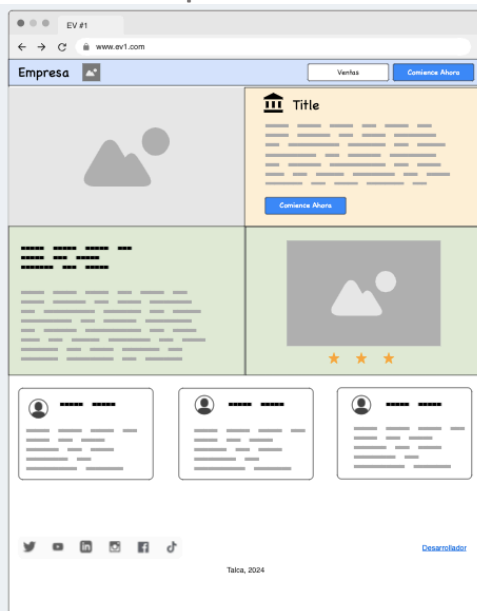 EV #1
www.ev1.com
Empresa
Ventas
Comience Ahora
Title
Comience Ahora
Desarrollador
Talca, 2024